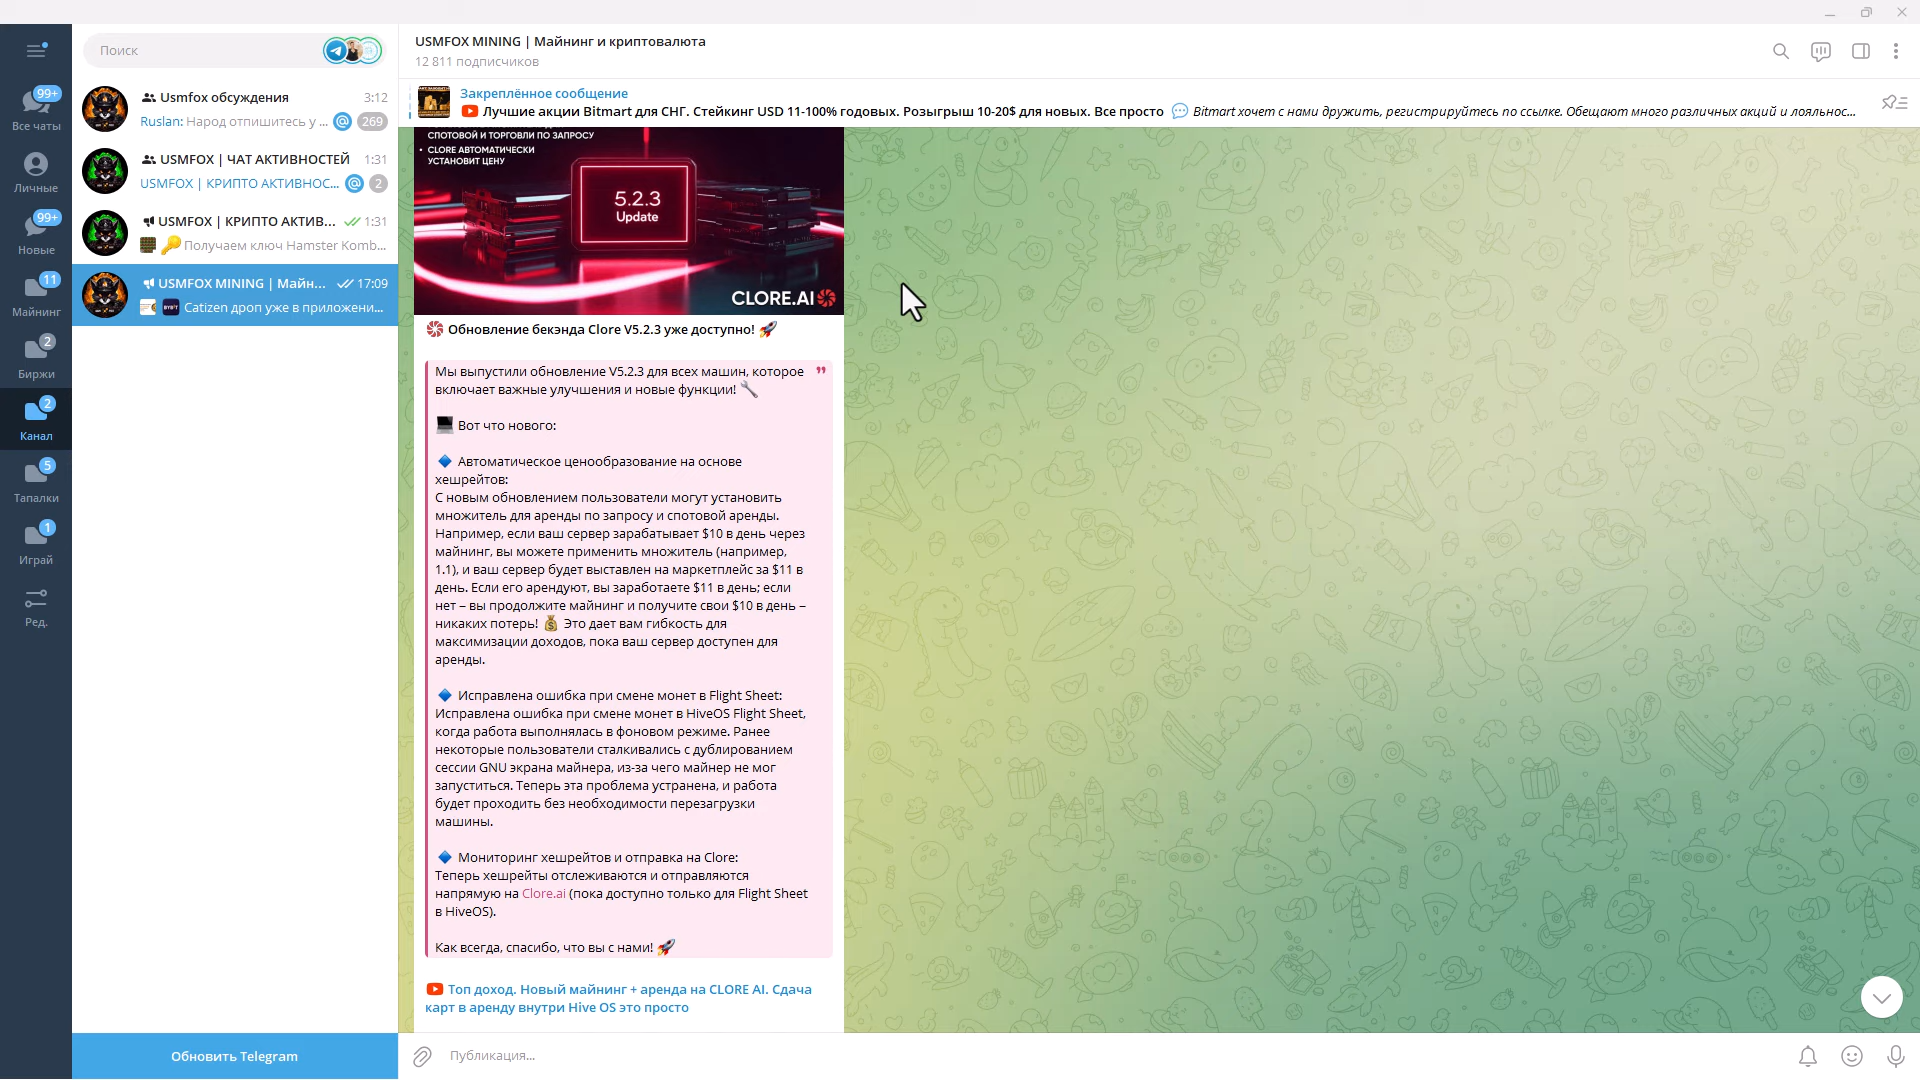 Поиск
99+
Все чаты
Личные
99+
Новые
11
Майнинг
2
Биржи
2
Канал
5
Тапалки
1
Играй
Ред.
Usmfox обсуждения 3:12
Ruslan: Народ отпишитесь у ... 269
USMFOX | ЧАТ АКТИВНОСТЕЙ 1:31
USMFOX | КРИПТО АКТИВНОС... 2
USMFOX | КРИПТО АКТИВ... 1:31
Получаем ключ Hamster Komb...
USMFOX MINING | Майн... 17:09
Catizen дроп уже в приложени...
Обновить Telegram
USMFOX MINING | Майнинг и криптовалюта
12 811 подписчиков
Закреплённое сообщение
Лучшие акции Bitmart для СНГ. Стейкинг USD 11-100% годовых. Розыгрыш 10-20$ для новых. Все просто 💬 Bitmart хочет с нами дружить, регистрируйтесь по ссылке. Обещают много различных акций и лояльнос...
СПОТОВОЙ И ТОРГОВЛИ ПО ЗАПРОСУ
• CLORE АВТОМАТИЧЕСКИ
УСТАНОВИТ ЦЕНУ
5.2.3
Update
CLORE.AI
Обновление бекэнда Clore V5.2.3 уже доступно! 🚀
Мы выпустили обновление V5.2.3 для всех машин, которое
включает важные улучшения и новые функции! 🔧
💻 Вот что нового:
🔷 Автоматическое ценообразование на основе
хешрейтов:
С новым обновлением пользователи могут установить
множитель для аренды по запросу и спотовой аренды.
Например, если ваш сервер зарабатывает $10 в день через
майнинг, вы можете применить множитель (например,
1.1), и ваш сервер будет выставлен на маркетплейс за $11 в
день. Если его арендуют, вы заработаете $11 в день; если
нет – вы продолжите майнинг и получите свои $10 в день –
никаких потерь! 💰 Это дает вам гибкость для
максимизации доходов, пока ваш сервер доступен для
аренды.
🔷 Исправлена ошибка при смене монет в Flight Sheet:
Исправлена ошибка при смене монет в HiveOS Flight Sheet,
когда работа выполнялась в фоновом режиме. Ранее
некоторые пользователи сталкивались с дублированием
сессии GNU экрана майнера, из-за чего майнер не мог
запуститься. Теперь эта проблема устранена, и работа
будет проходить без необходимости перезагрузки
машины.
🔷 Мониторинг хешрейтов и отправка на Clore:
Теперь хешрейты отслеживаются и отправляются
напрямую на Clore.ai (пока доступно только для Flight Sheet
в HiveOS).
Как всегда, спасибо, что вы с нами! 🚀
Топ доход. Новый майнинг + аренда на CLORE AI. Сдача
карт в аренду внутри Hive OS это просто
Публикация...